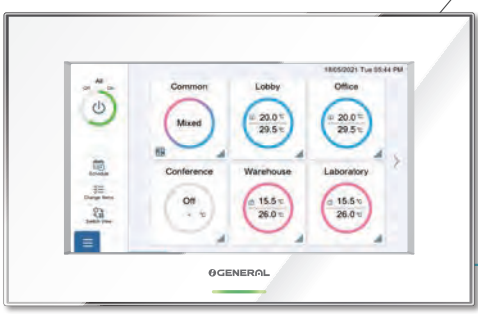 18/05/2021 Tue 05:44 PM
All
Off On
Common
Mixed
Lobby
20.0 °C
29.5 °C
Office
20.0 °C
29.5 °C
Schedule
Change Menu
Switch View
Conference
Off
- °C
Warehouse
15.5 °C
26.0 °C
Laboratory
15.5 °C
26.0 °C
GENERAL